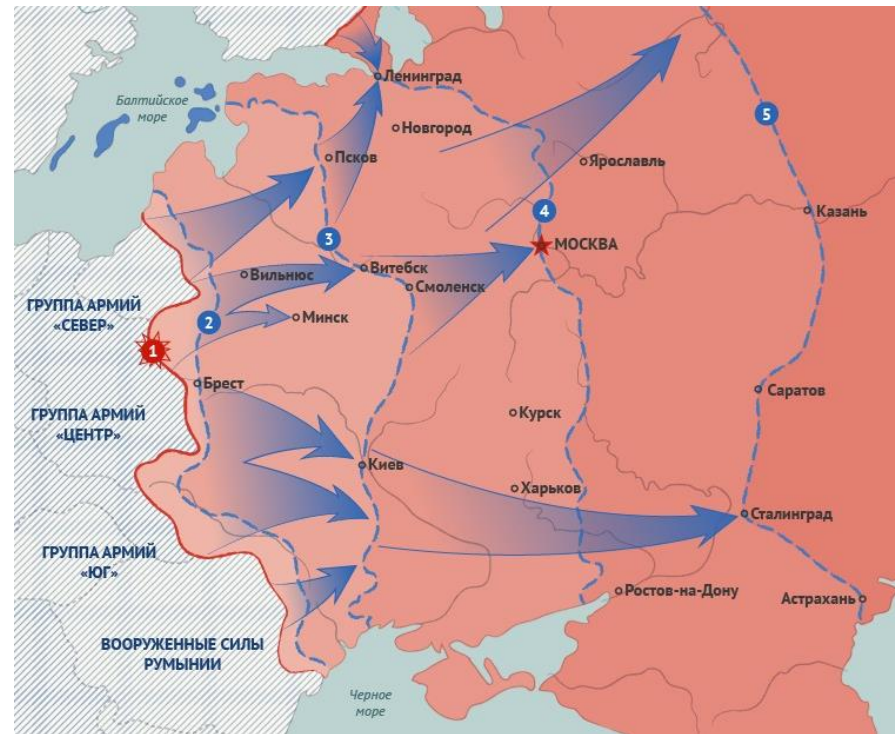 Ленинград
Балтийское
море
Новгород
5
Псков
Ярославль
4
Казань
3
МОСКВА
Витебск
Вильнюс
Смоленск
ГРУППА АРМИЙ
«СЕВЕР»
2
Минск
1
Брест
Саратов
ГРУППА АРМИЙ
«ЦЕНТР»
Курск
Киев
Харьков
Сталинград
ГРУППА АРМИЙ
«ЮГ»
Ростов-на-Дону
Астрахань
ВООРУЖЕННЫЕ СИЛЫ
РУМЫНИИ
Черное
море